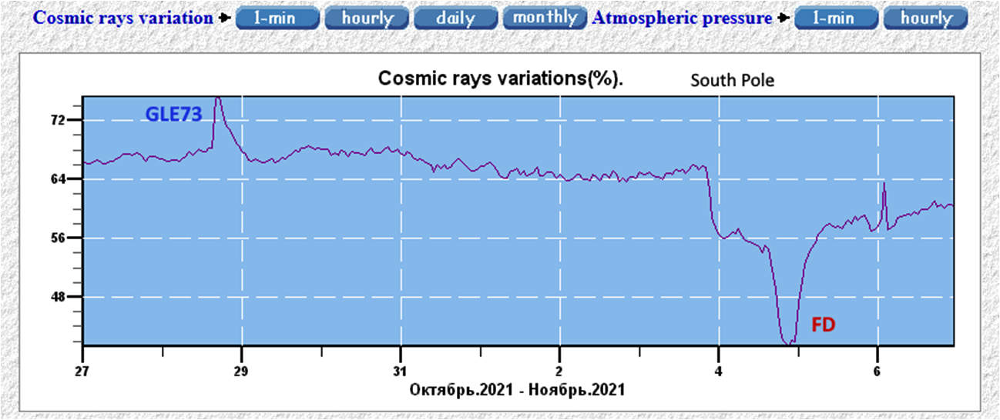 Cosmic rays variation 1-min hourly daily monthly Atmospheric pressure 1-min hourly
Cosmic rays variations(%). South Pole
GLE73
72
64
56
48
FD
27 29 31 2 4 6
Октябрь.2021 - Ноябрь.2021